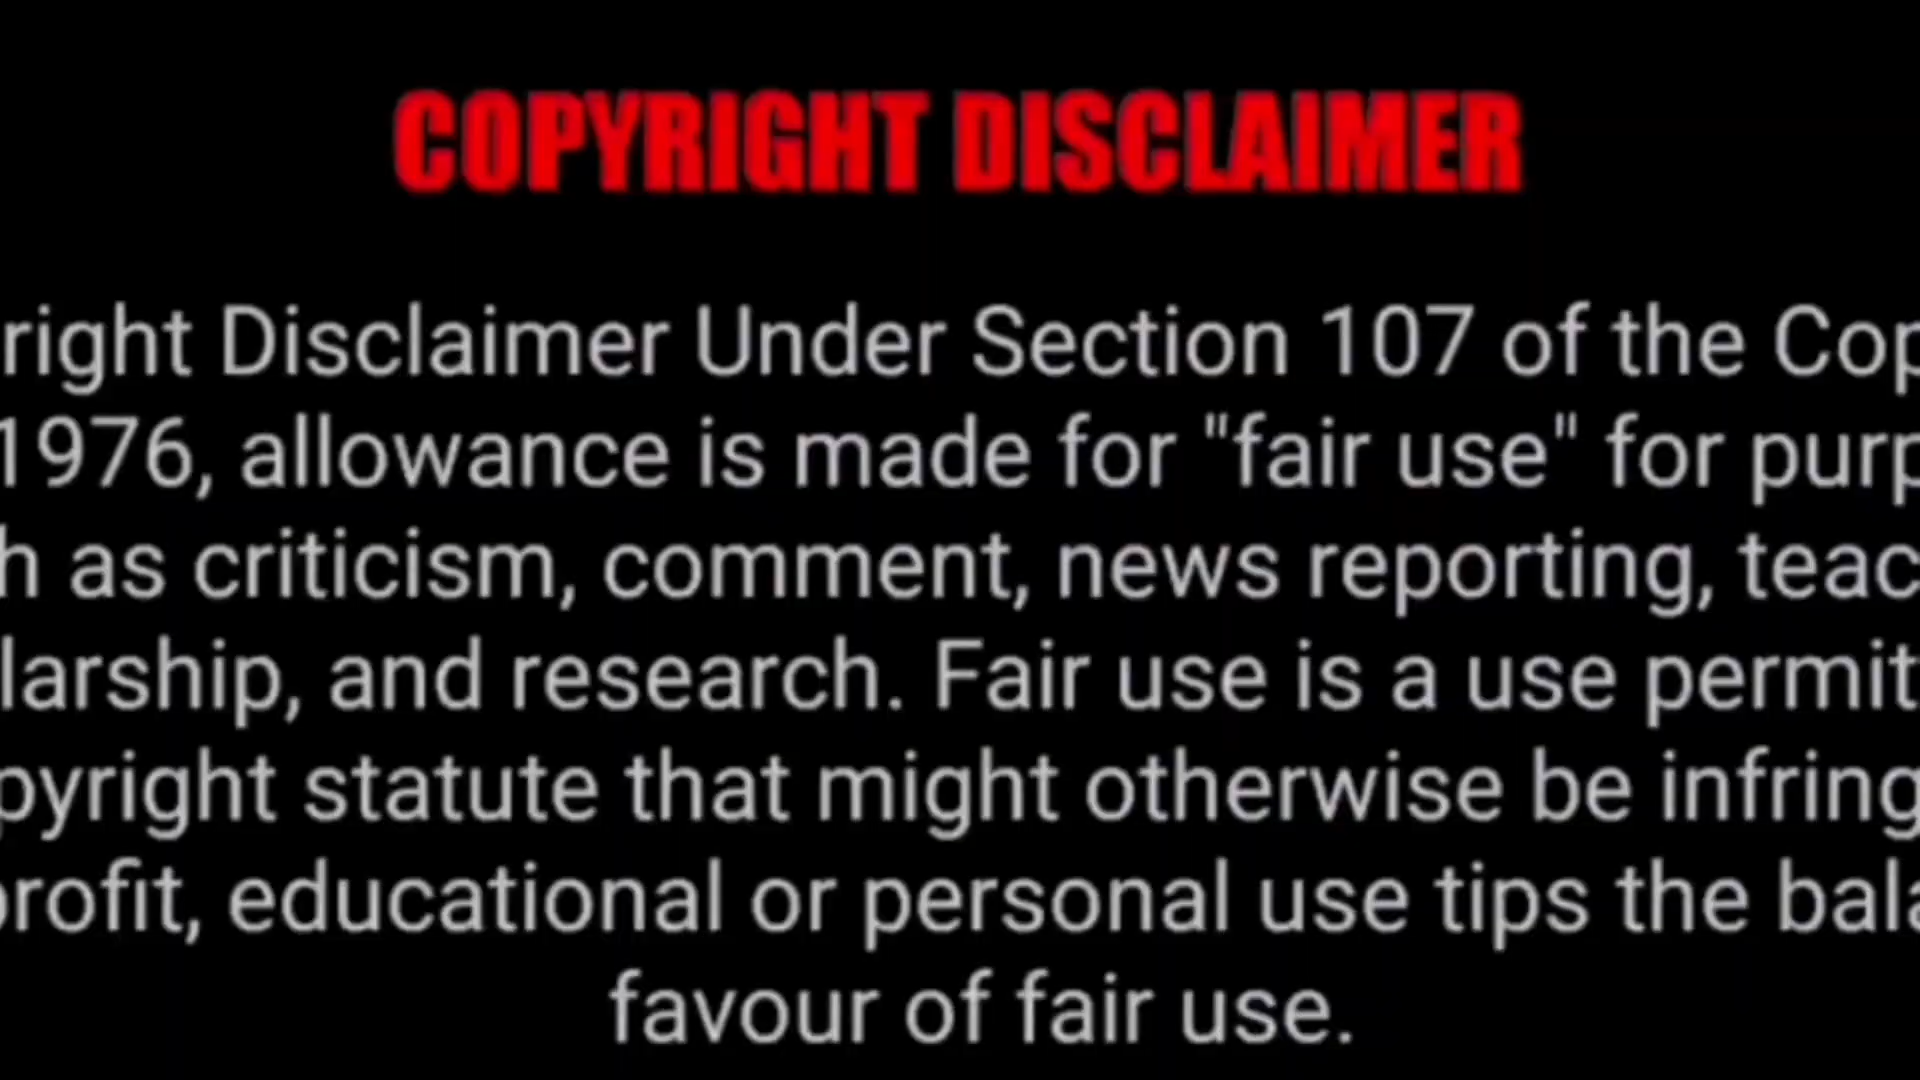 COPYRIGHT DISCLAIMER
right Disclaimer Under Section 107 of the Cop
1976, allowance is made for "fair use" for purp
h as criticism, comment, news reporting, teac
larship, and research. Fair use is a use permit
pyright statute that might otherwise be infring
profit, educational or personal use tips the bala
favour of fair use.